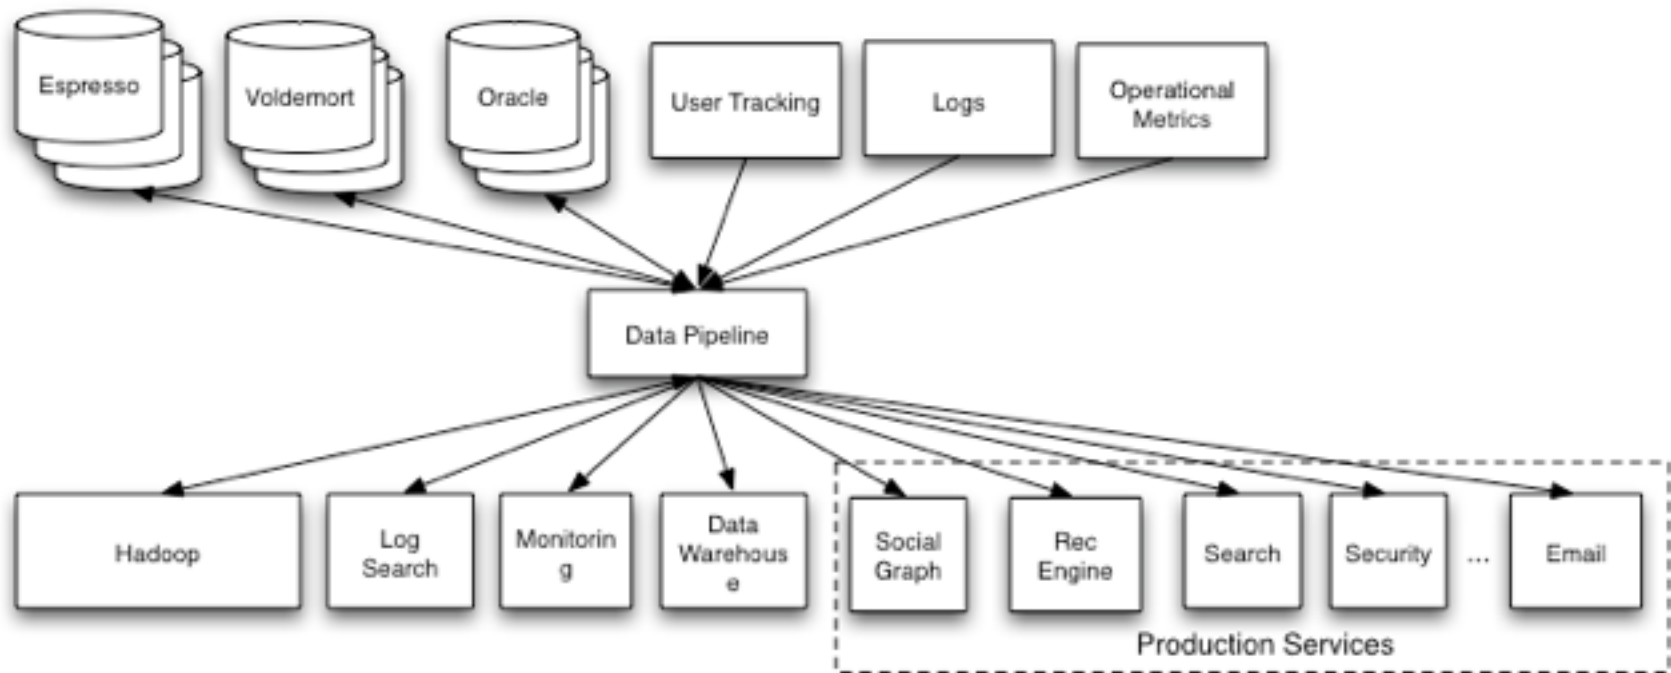 Espresso
Voldemort
Oracle
User Tracking
Logs
Operational
Metrics
Data Pipeline
Hadoop
Log
Search
Monitorin
g
Data
Warehous
e
Social
Graph
Rec
Engine
Search
Security
...
Email
Production Services